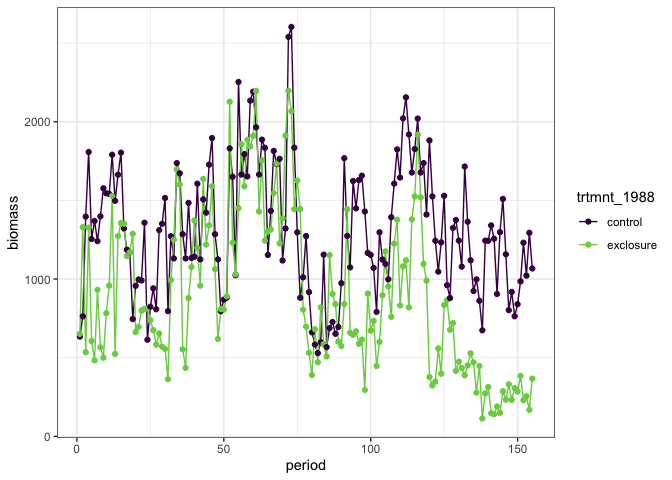 biomass
2000
1000
0
0
50
100
150
period
trtmnt_1988
control
exclosure